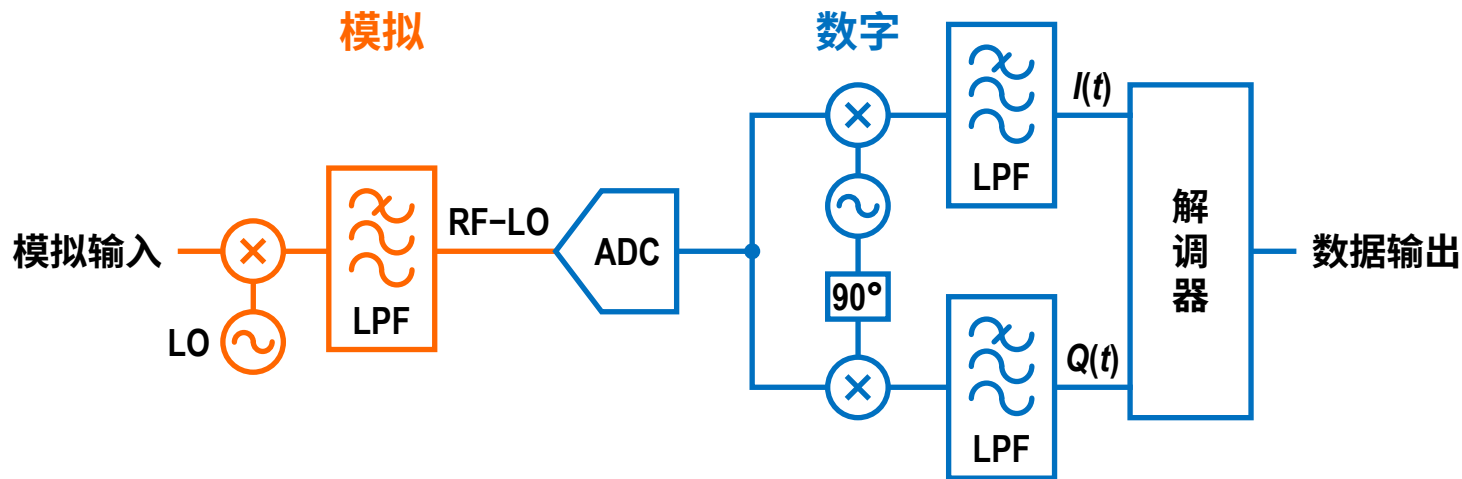 模拟
数字
模拟输入
LO
LPF
RF−LO
ADC
90°
LPF
I(t)
LPF
Q(t)
解
调
器
数据输出